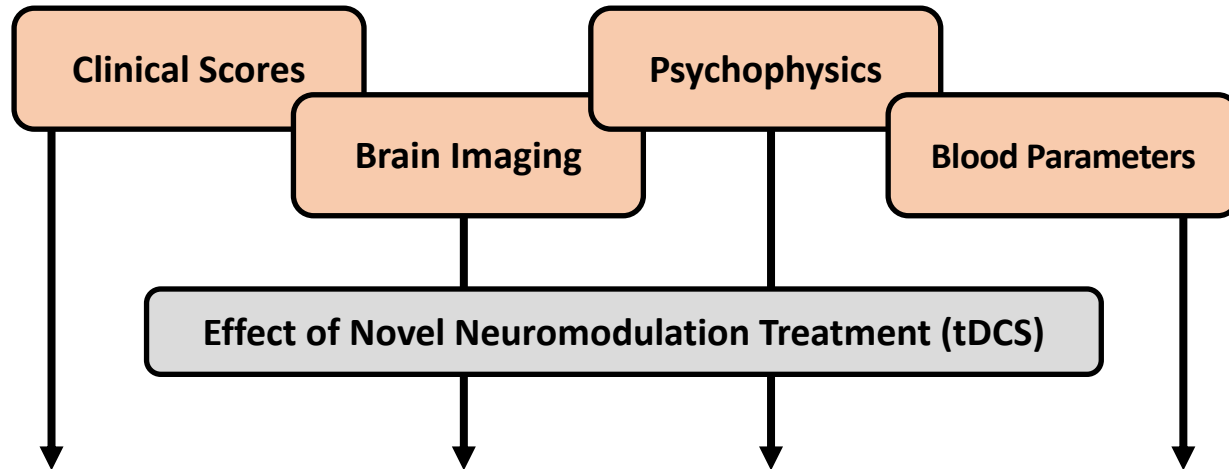 Clinical Scores
Psychophysics
Brain Imaging
Blood Parameters
Effect of Novel Neuromodulation Treatment (tDCS)